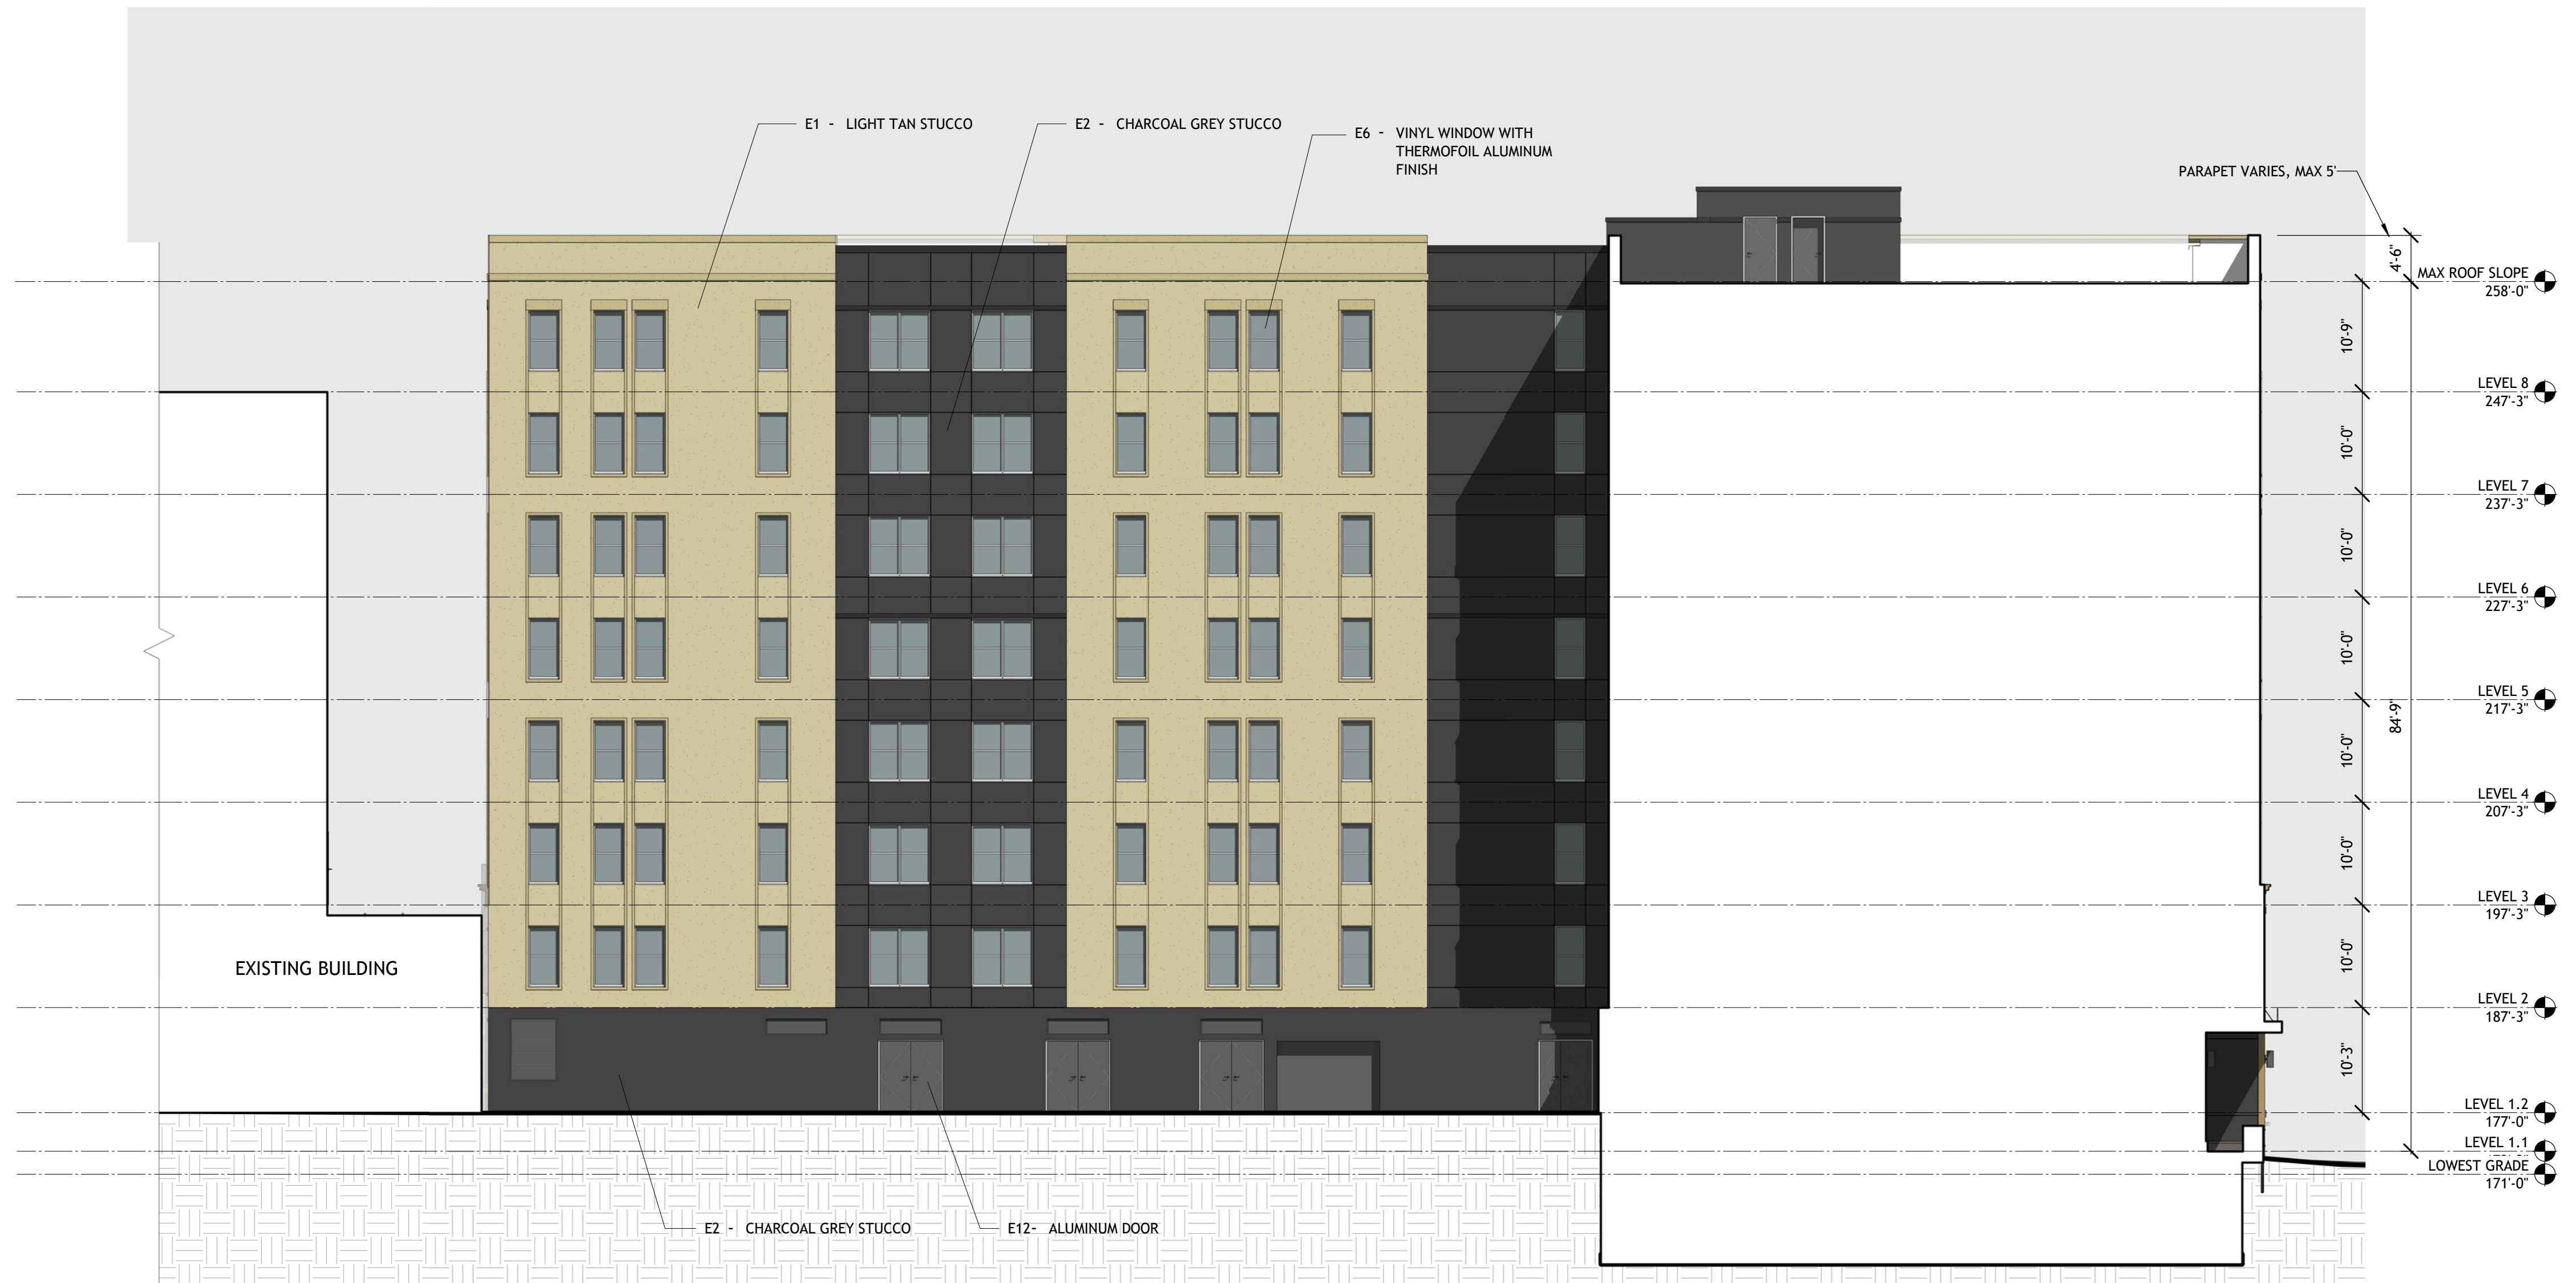 E1 - LIGHT TAN STUCCO
E2 - CHARCOAL GREY STUCCO
E6 - VINYL WINDOW WITH
THERMOFOIL ALUMINUM
FINISH
PARAPET VARIES, MAX 5'
4'-6"
MAX ROOF SLOPE
258'-0"
10'-9"
LEVEL 8
247'-3"
10'-0"
LEVEL 7
237'-3"
10'-0"
LEVEL 6
227'-3"
10'-0"
LEVEL 5
217'-3"
84'-9"
10'-0"
LEVEL 4
207'-3"
10'-0"
LEVEL 3
197'-3"
EXISTING BUILDING
10'-0"
LEVEL 2
187'-3"
10'-3"
LEVEL 1.2
177'-0"
LEVEL 1.1
LOWEST GRADE
171'-0"
E2 - CHARCOAL GREY STUCCO
E12- ALUMINUM DOOR